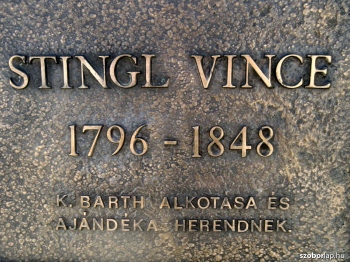 STINGL VINCE
1796 - 1848
K. BARTH ALKOTÁSA ÉS
AJÁNDÉKA HERENDNEK.
szoborlap.hu